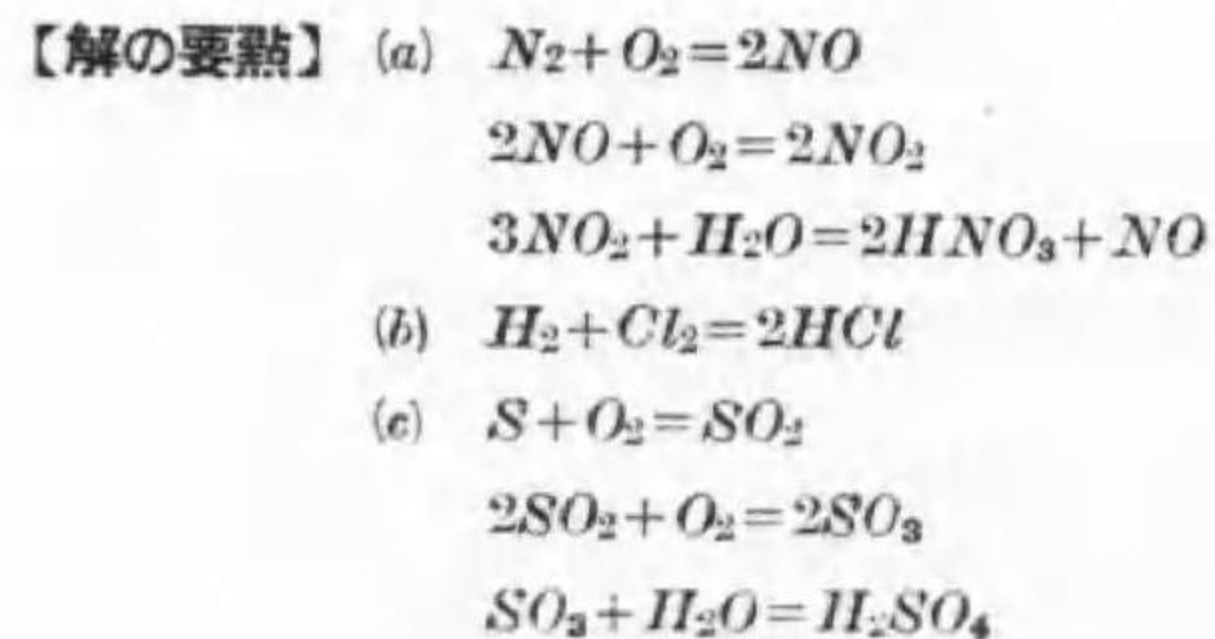 【解の要點】 (a) N₂+O₂=2NO
2NO+O₂=2NO₂
3NO₂+H₂O=2HNO₃+NO
(b) H₂+Cl₂=2HCl
(c) S+O₂=SO₂
2SO₂+O₂=2SO₃
SO₃+H₂O=H₂SO₄